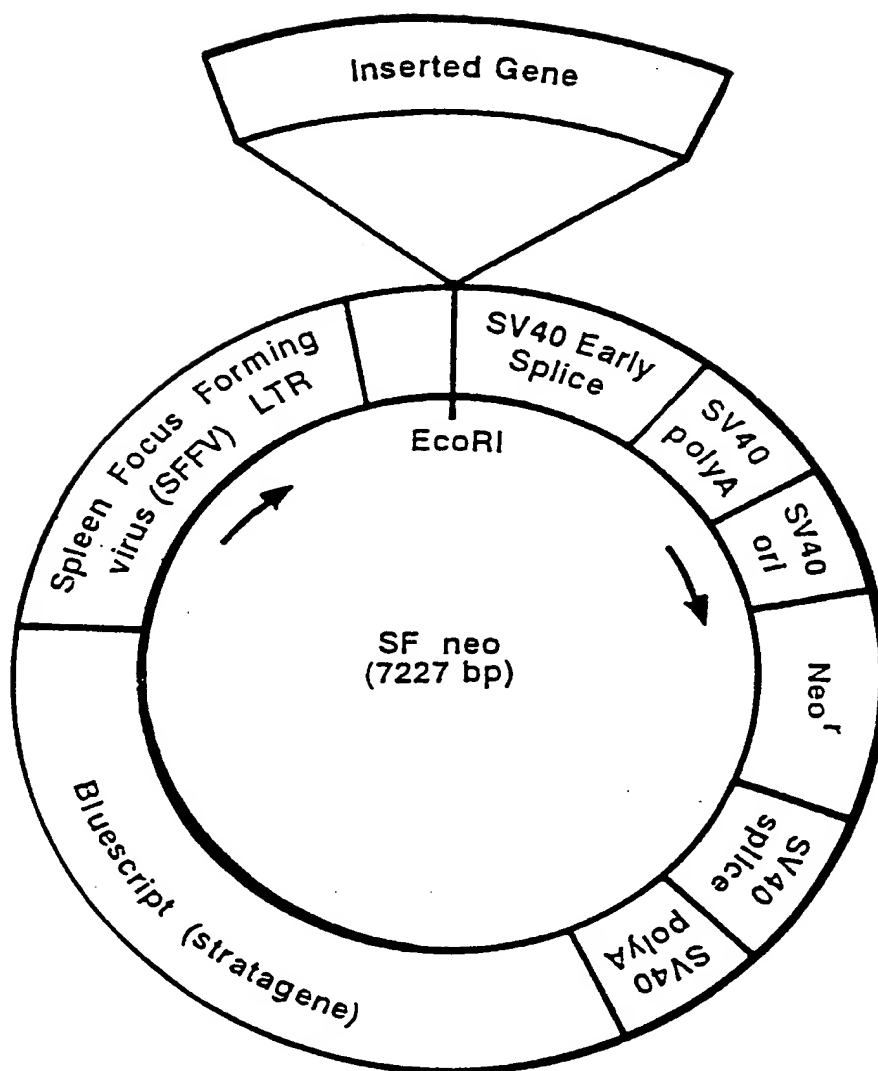 Inserted Gene
Spleen Focus Forming
virus (SFFV) LTR
SV40 Early
Splice
SV40
polyA
SV40
ori
EcoRI
SF neo
(7227 bp)
Neoʳ
SV40
splice
SV40
polyA
Bluescript (stratagene)